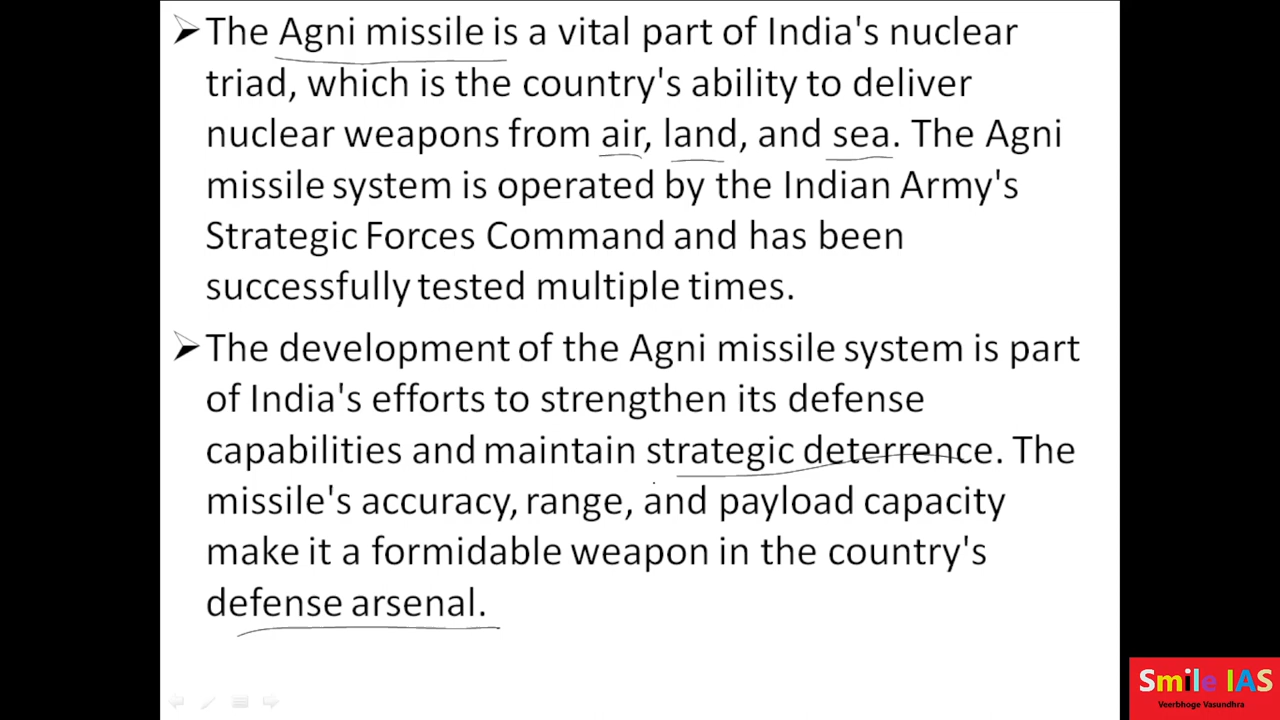 ➢ The Agni missile is a vital part of India's nuclear
triad, which is the country's ability to deliver
nuclear weapons from air, land, and sea. The Agni
missile system is operated by the Indian Army's
Strategic Forces Command and has been
successfully tested multiple times.
➢ The development of the Agni missile system is part
of India's efforts to strengthen its defense
capabilities and maintain strategic deterrence. The
missile's accuracy, range, and payload capacity
make it a formidable weapon in the country's
defense arsenal.
Smile IAS
Veerbhoge Vasundhra